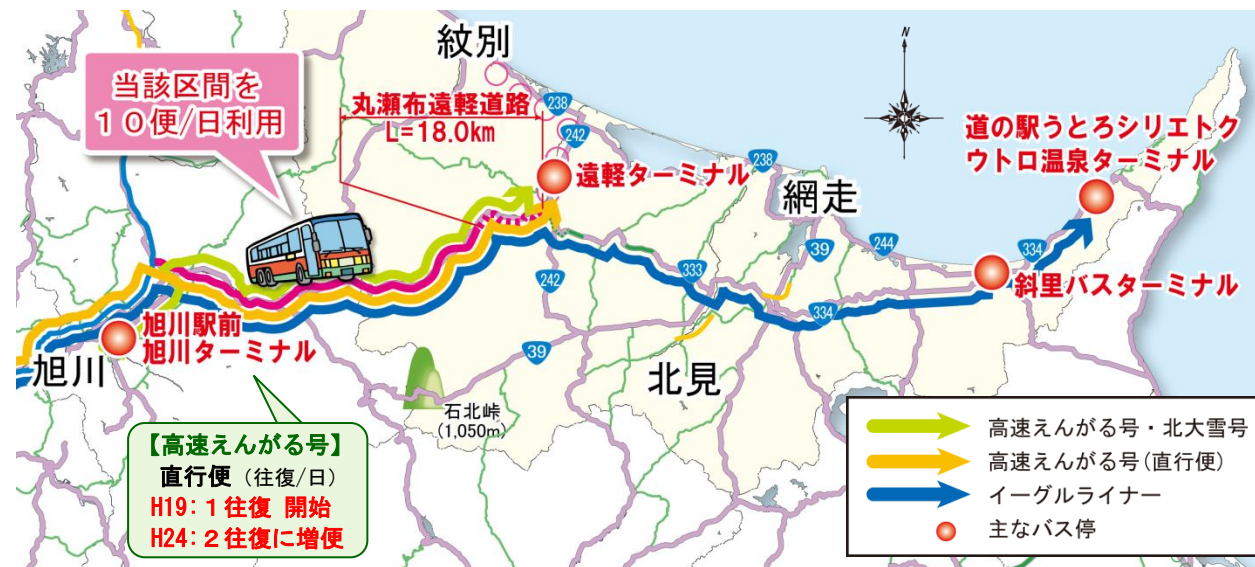 紋別
当該区間を
１０便/日利用
丸瀬布遠軽道路
L=18.0km
238
242
N
遠軽ターミナル
238
道の駅うとろシリエトク
ウトロ温泉ターミナル
網走
39
244
334
333
242
334
斜里バスターミナル
旭川駅前
旭川ターミナル
旭川
39
北見
石北峠
(1,050m)
【高速えんがる号】
直行便（往復/日）
H19:１往復 開始
H24:２往復に増便
高速えんがる号・北大雪号
高速えんがる号(直行便)
イーグルライナー
主なバス停